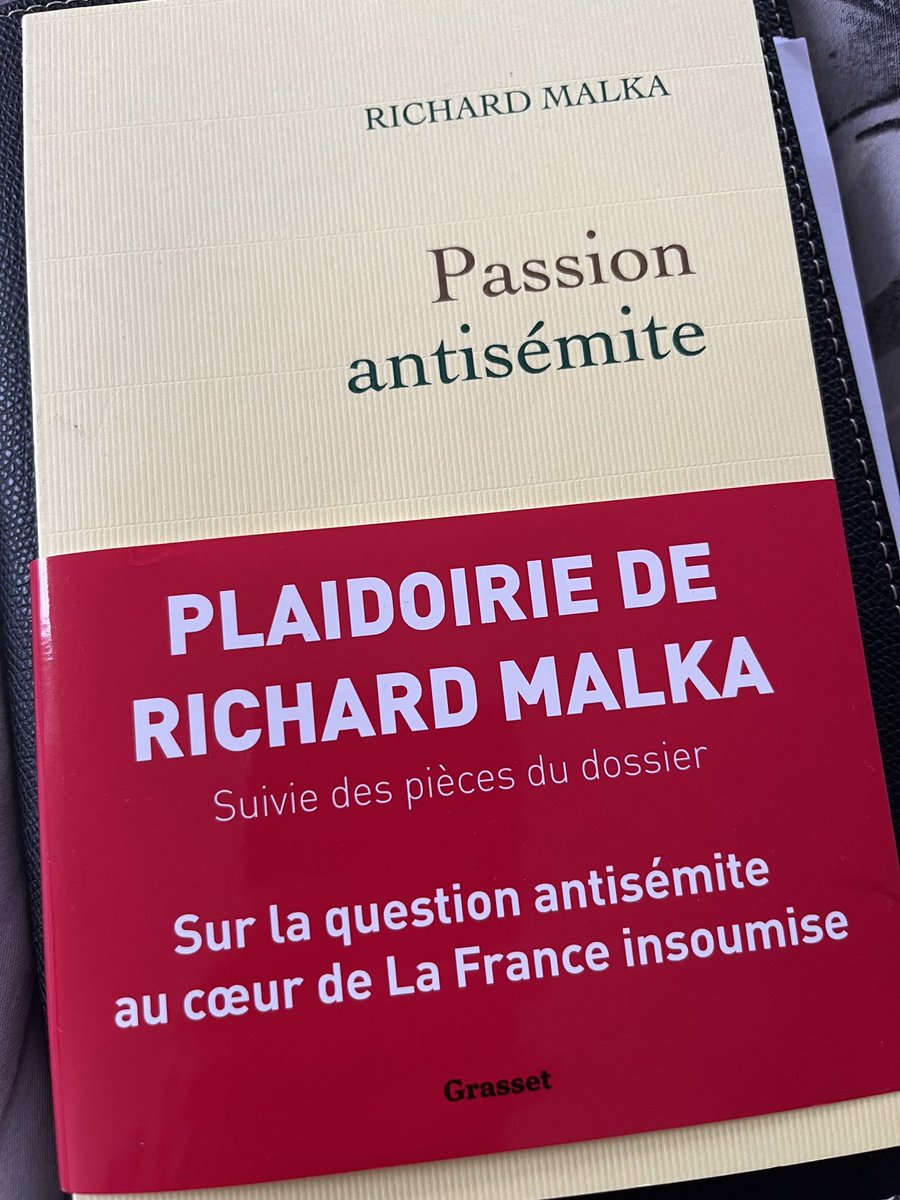 RICHARD MALKA
Passion
antisémite
PLAIDOIRIE DE
RICHARD MALKA
Suivie des pièces du dossier
Sur la question antisémite
au cœur de La France insoumise
Grasset